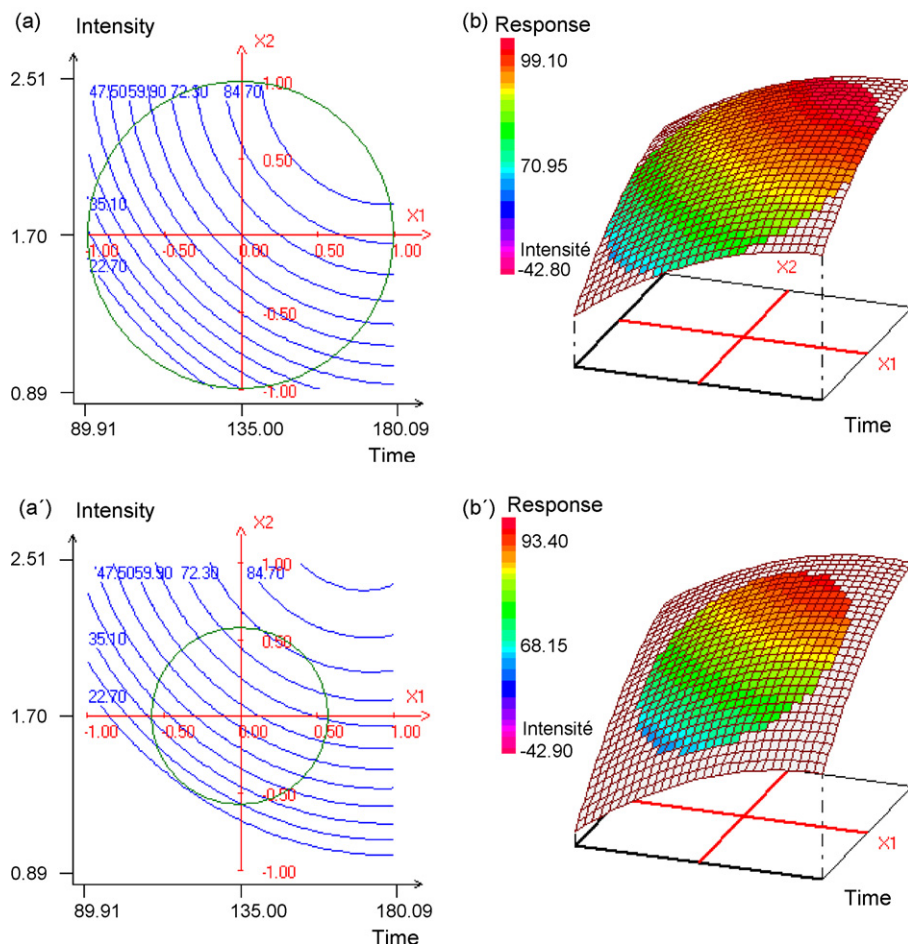 (a)
Intensity
X2
2.51
47.50 59.90 72.30 84.70
1.00
0.50
35.10
X1
1.70
-1.00 -0.50 0.00 0.50 1.00
22.70
-0.50
-1.00
0.89
89.91 135.00 180.09
Time
(b) Response
99.10
70.95
Intensité
-42.80
X2
X1
Time
(a´) Intensity
X2
2.51
47.50 59.90 72.30 84.70
1.00
35.10
0.50
22.70
X1
1.70
-1.00 -0.50 0.00 0.50 1.00
-0.50
-1.00
0.89
89.91 135.00 180.09
Time
(b´) Response
93.40
68.15
Intensité
-42.90
X1
Time